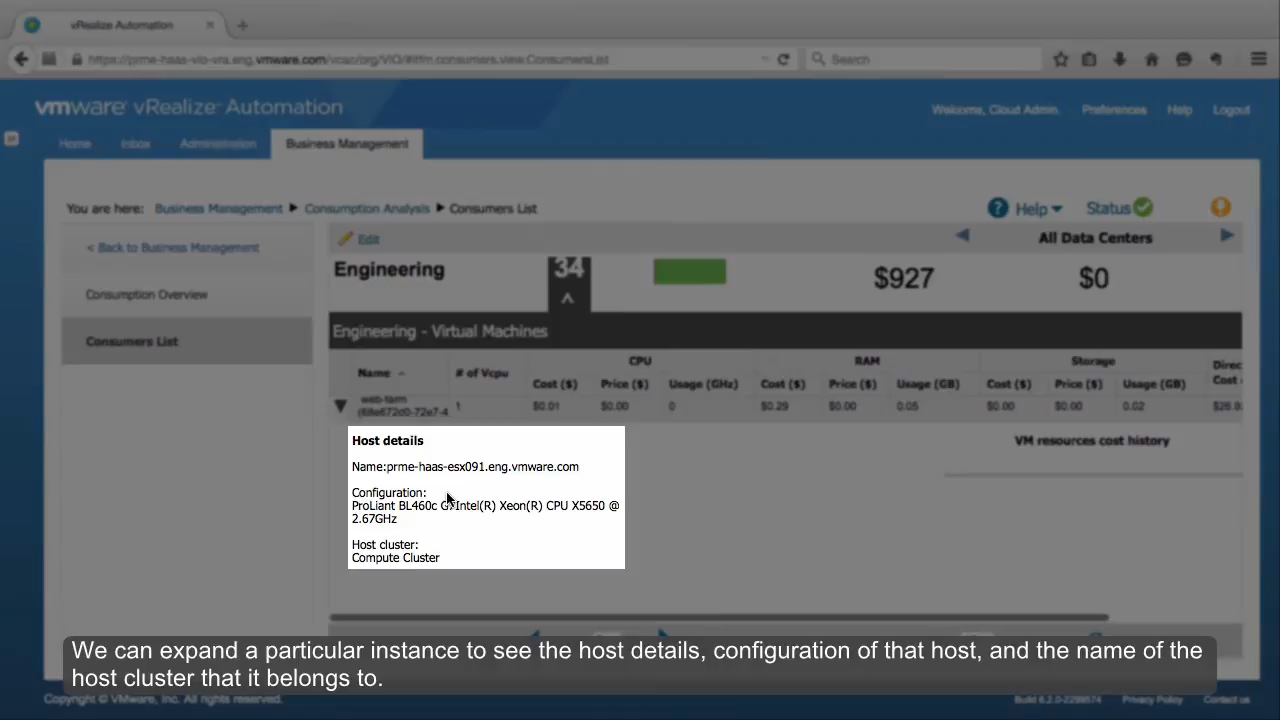 vRealize Automation
https://prme-haas-vio-vra.eng.vmware.com/vcac/org/VIO/#itfm.consumers.view.ConsumersList
Search
vmware vRealize Automation
Welcome, Cloud Admin.
Preferences
Help
Logout
Home
Inbox
Administration
Business Management
You are here: Business Management Consumption Analysis Consumers List
Help
Status
< Back to Business Management
Edit
All Data Centers
Engineering
34
$927
$0
Consumption Overview
Engineering - Virtual Machines
Consumers List
CPU
RAM
Storage
Name
# of Vcpu
Cost ($)
Price ($)
Usage (GHz)
Cost ($)
Price ($)
Usage (GB)
Cost ($)
Price ($)
Usage (GB)
Direc
Cost
web-farm
(68e672d0-72e7-4
1
$0.01
$0.00
0
$0.29
$0.00
0.05
$0.00
$0.00
0.02
Host details
VM resources cost history
Name:prme-haas-esx091.eng.vmware.com
Configuration:
ProLiant BL460c G7Intel(R) Xeon(R) CPU X5650 @
2.67GHz
Host cluster:
Compute Cluster
We can expand a particular instance to see the host details, configuration of that host, and the name of the
host cluster that it belongs to.
Copyright © VMware, Inc. All rights reserved.
Build 6.2.0-2299574
Privacy Policy
Contact us